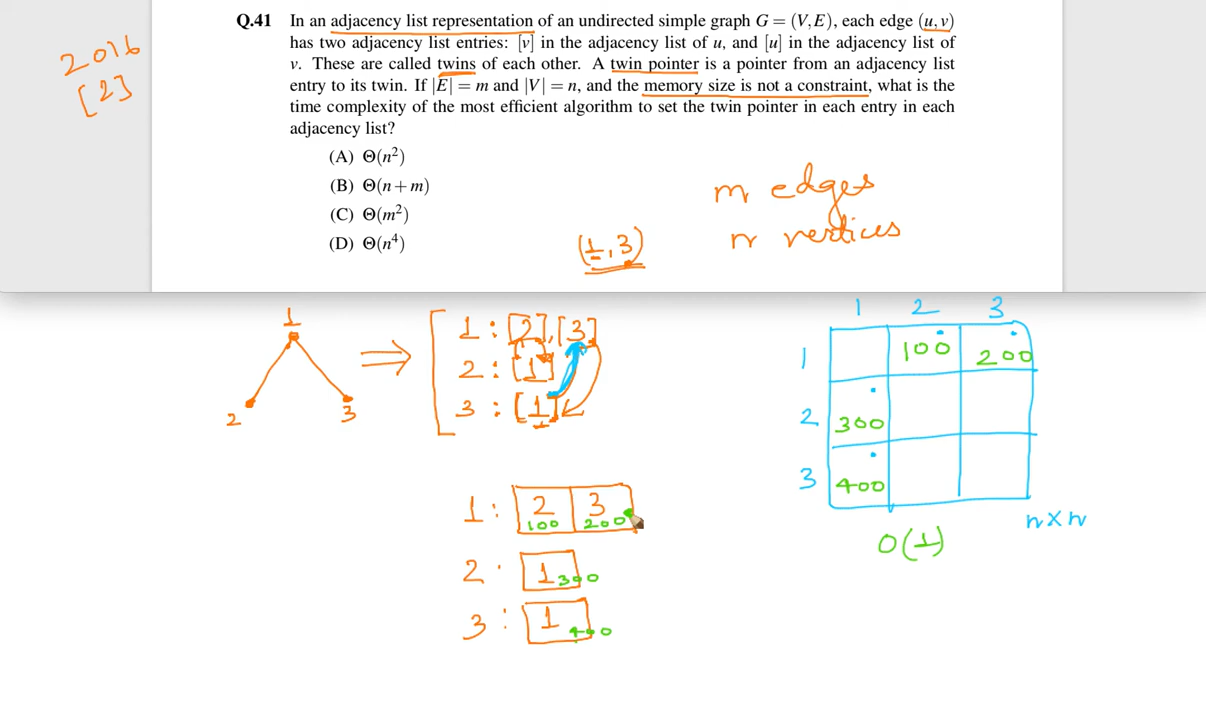 2016
[2]
Q.41 In an adjacency list representation of an undirected simple graph G = (V,E), each edge (u,v)
has two adjacency list entries: [v] in the adjacency list of u, and [u] in the adjacency list of
v. These are called twins of each other. A twin pointer is a pointer from an adjacency list
entry to its twin. If |E| = m and |V| = n, and the memory size is not a constraint, what is the
time complexity of the most efficient algorithm to set the twin pointer in each entry in each
adjacency list?
(A) Θ(n²)
(B) Θ(n+m)
(C) Θ(m²)
(D) Θ(n⁴)
m edges
n vertices
(1,3)
1
2
3
⇒
1 : [2],[3]
2 : [1]
3 : [1]
1 2 3
1 100 200
2 300
3 400
n×n
O(1)
1: 2 3
100 200
2 : 1 300
3 : 1 400